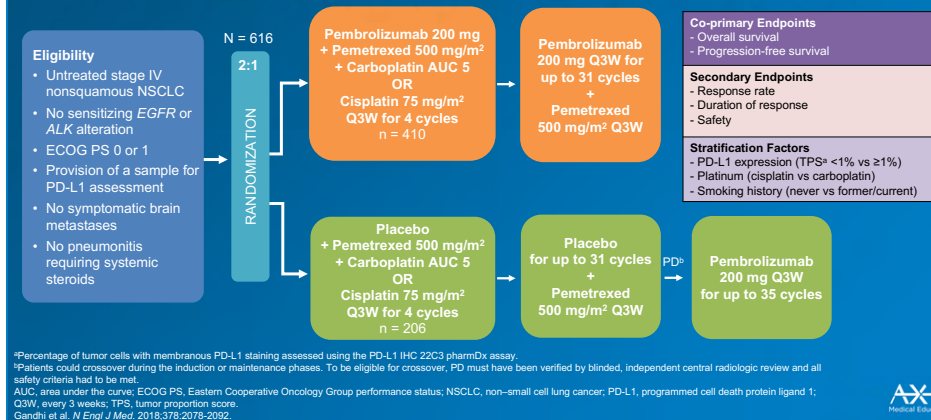 Eligibility
• Untreated stage IV
nonsquamous NSCLC
• No sensitizing EGFR or
ALK alteration
• ECOG PS 0 or 1
• Provision of a sample for
PD-L1 assessment
• No symptomatic brain
metastases
• No pneumonitis
requiring systemic
steroids
N = 616
2:1
RANDOMIZATION
Pembrolizumab 200 mg
+ Pemetrexed 500 mg/m²
+ Carboplatin AUC 5
OR
Cisplatin 75 mg/m²
Q3W for 4 cycles
n = 410
Pembrolizumab
200 mg Q3W for
up to 31 cycles
+
Pemetrexed
500 mg/m² Q3W
Placebo
+ Pemetrexed 500 mg/m²
+ Carboplatin AUC 5
OR
Cisplatin 75 mg/m²
Q3W for 4 cycles
n = 206
Placebo
for up to 31 cycles
+
Pemetrexed
500 mg/m² Q3W
PDᵇ
Pembrolizumab
200 mg Q3W
for up to 35 cycles
Co-primary Endpoints
- Overall survival
- Progression-free survival
Secondary Endpoints
- Response rate
- Duration of response
- Safety
Stratification Factors
- PD-L1 expression (TPSᵃ <1% vs ≥1%)
- Platinum (cisplatin vs carboplatin)
- Smoking history (never vs former/current)
ᵃPercentage of tumor cells with membranous PD-L1 staining assessed using the PD-L1 IHC 22C3 pharmDx assay.
ᵇPatients could crossover during the induction or maintenance phases. To be eligible for crossover, PD must have been verified by blinded, independent central radiologic review and all
safety criteria had to be met.
AUC, area under the curve; ECOG PS, Eastern Cooperative Oncology Group performance status; NSCLC, non–small cell lung cancer; PD-L1, programmed cell death protein ligand 1;
Q3W, every 3 weeks; TPS, tumor proportion score.
Gandhi et al. N Engl J Med. 2018;378:2078-2092.
AX
Medical Edu